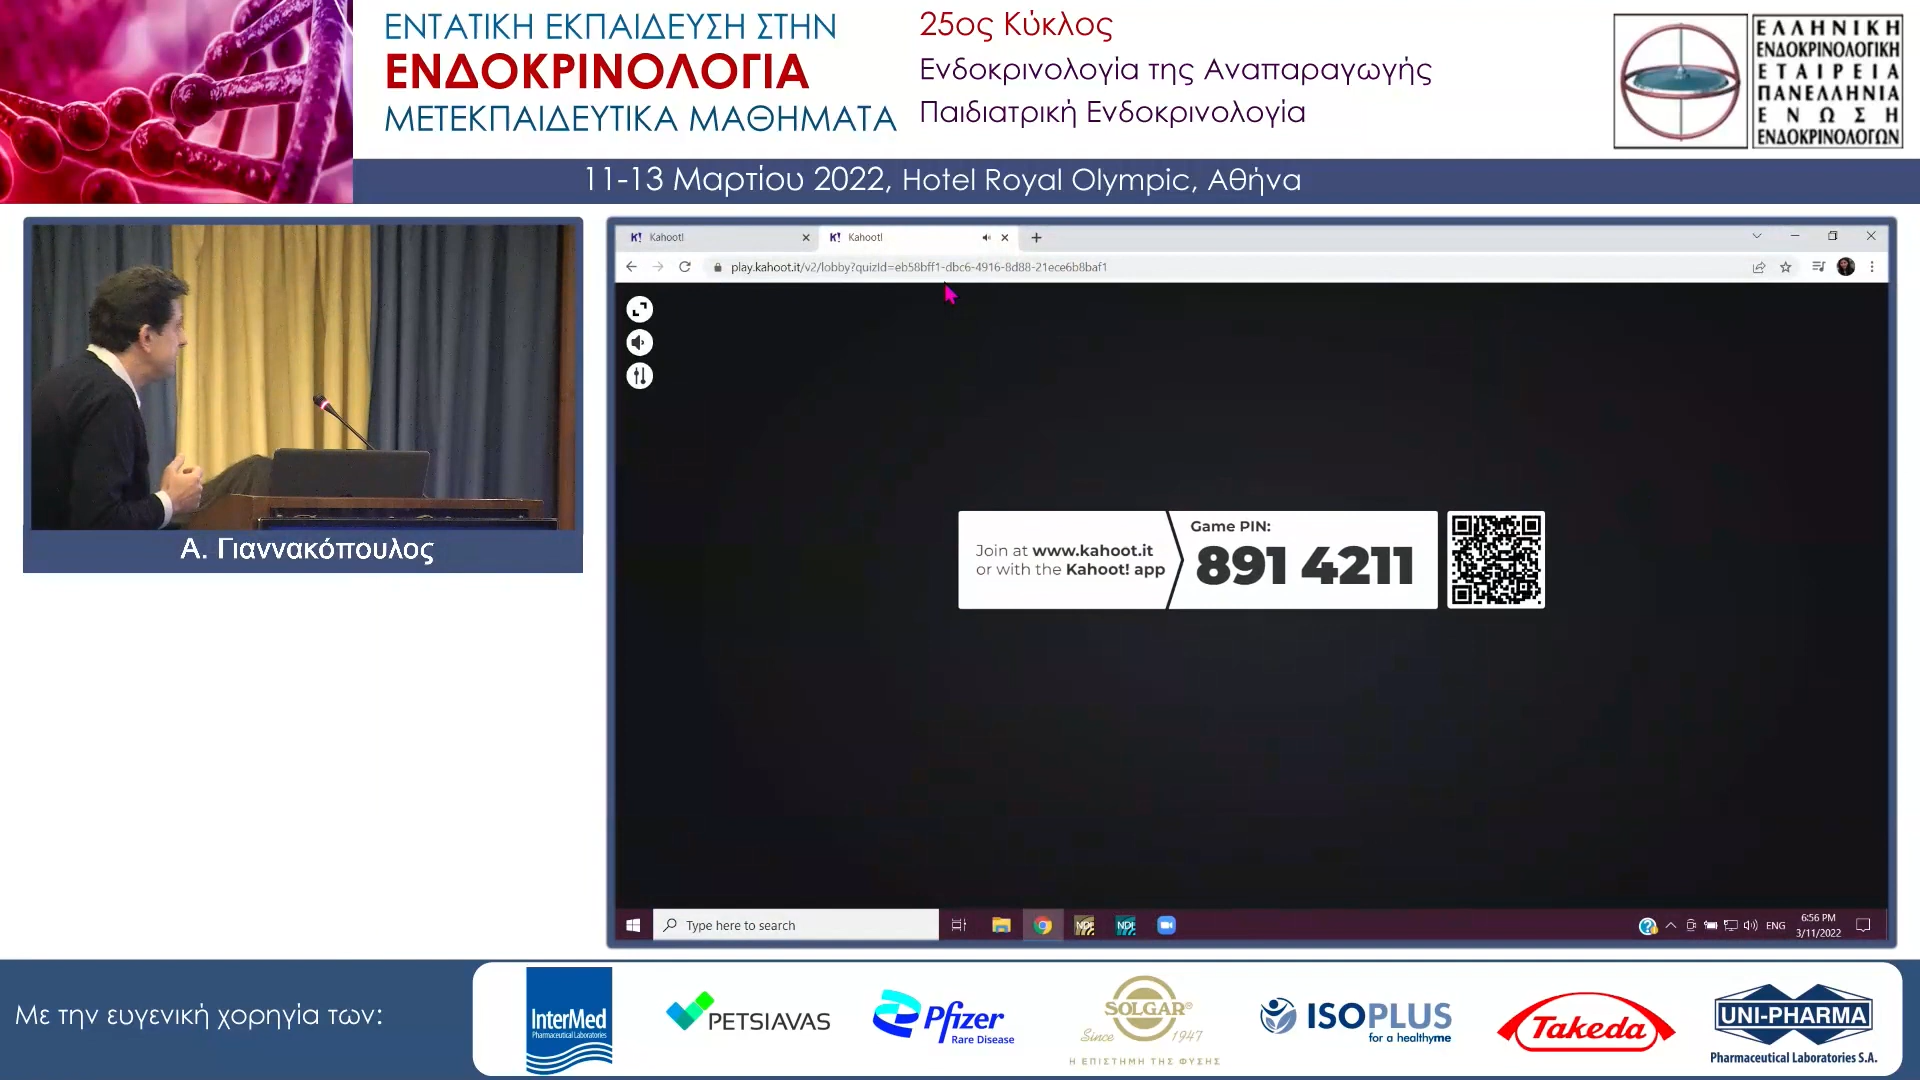 ΕΝΤΑΤΙΚΗ ΕΚΠΑΙΔΕΥΣΗ ΣΤΗΝ
ΕΝΔΟΚΡΙΝΟΛΟΓΙΑ
ΜΕΤΕΚΠΑΙΔΕΥΤΙΚΑ ΜΑΘΗΜΑΤΑ
25ος Κύκλος
Ενδοκρινολογία της Αναπαραγωγής
Παιδιατρική Ενδοκρινολογία
ΕΛΛΗΝΙΚΗ
ΕΝΔΟΚΡΙΝΟΛΟΓΙΚΗ
ΕΤΑΙΡΕΙΑ
ΠΑΝΕΛΛΗΝΙΑ
ΕΝΩΣΗ
ΕΝΔΟΚΡΙΝΟΛΟΓΩΝ
11-13 Μαρτίου 2022, Hotel Royal Olympic, Αθήνα
Α. Γιαννακόπουλος
K! Kahoot!
K! Kahoot!
play.kahoot.it/v2/lobby?quizId=eb58bff1-dbc6-4916-8d88-21ece6b8baf1
Join at www.kahoot.it
or with the Kahoot! app
Game PIN:
891 4211
Type here to search
NDI
NDI
ENG
6:56 PM
3/11/2022
Με την ευγενική χορηγία των:
InterMed
Pharmaceutical Laboratories
PETSIAVAS
Pfizer
Rare Disease
SOLGAR®
Since 1947
Η ΕΠΙΣΤΗΜΗ ΤΗΣ ΦΥΣΗΣ
ISOPLUS
for a healthyme
Takeda
UNI-PHARMA
Pharmaceutical Laboratories S.A.